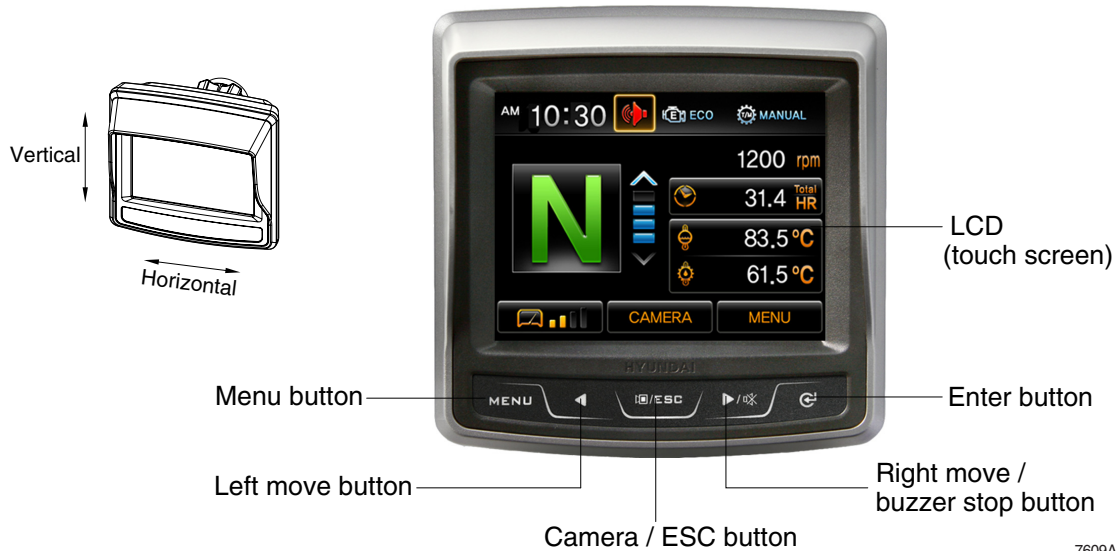 Vertical
Horizontal
AM 10:30 E ECO T/M MANUAL
1200 rpm
N
31.4 Total HR
83.5 °C
61.5 °C
CAMERA MENU
HYUNDAI
MENU /ESC /
LCD
(touch screen)
Menu button
Enter button
Left move button
Right move /
buzzer stop button
Camera / ESC button
7609A